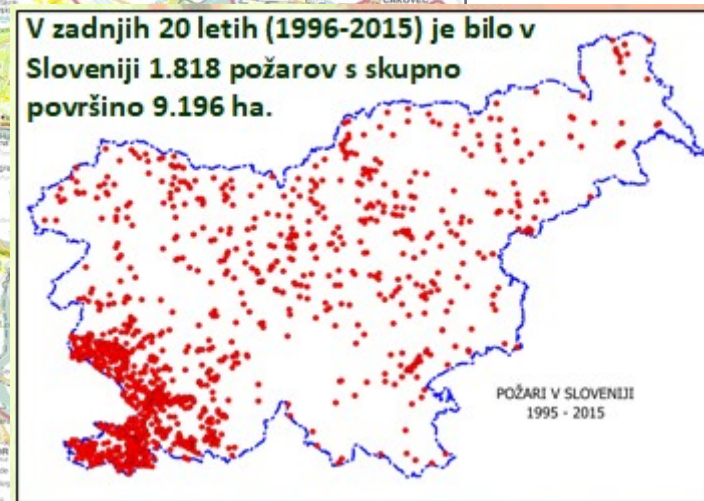 V zadnjih 20 letih (1996-2015) je bilo v
Sloveniji 1.818 požarov s skupno
površino 9.196 ha.
POŽARI V SLOVENIJI
1995 - 2015